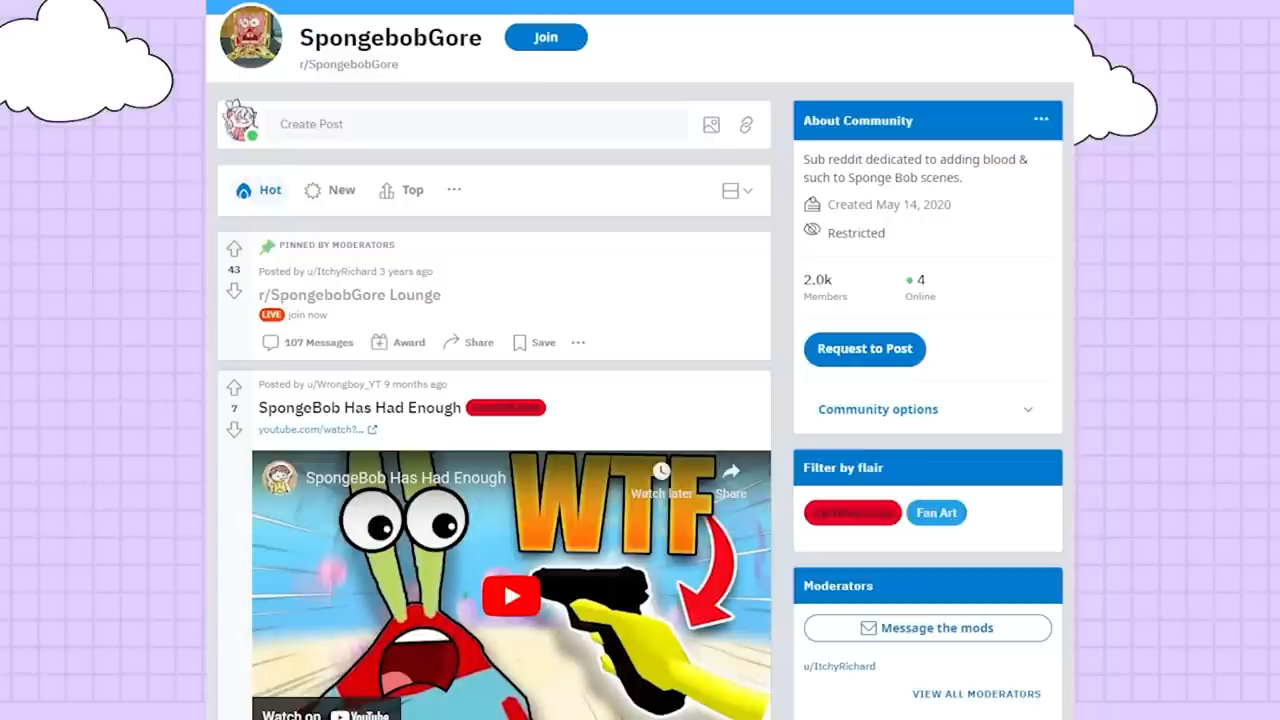 SpongebobGore
Join
r/SpongebobGore
Create Post
Hot
New
Top
PINNED BY MODERATORS
43
Posted by u/ItchyRichard 3 years ago
r/SpongebobGore Lounge
LIVE join now
107 Messages
Award
Share
Save
Posted by u/Wrongboy_YT 9 months ago
7
SpongeBob Has Had Enough
youtube.com/watch?...
SpongeBob Has Had Enough
Watch later
Share
WTF
Watch on YouTube
About Community
Sub reddit dedicated to adding blood &
such to Sponge Bob scenes.
Created May 14, 2020
Restricted
2.0k
4
Members
Online
Request to Post
Community options
Filter by flair
Fan Art
Moderators
Message the mods
u/ItchyRichard
VIEW ALL MODERATORS